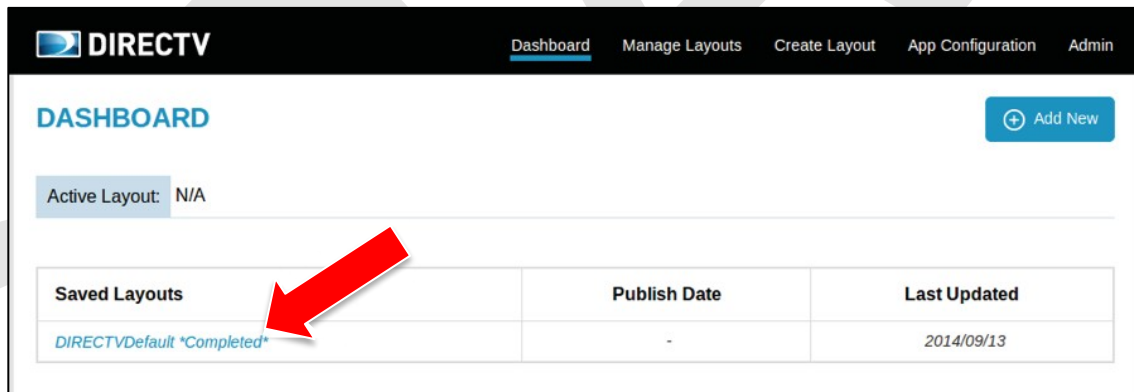 DIRECTV
Dashboard Manage Layouts Create Layout App Configuration Admin
DASHBOARD
Add New
Active Layout: N/A
Saved Layouts Publish Date Last Updated
DIRECTVDefault *Completed* - 2014/09/13